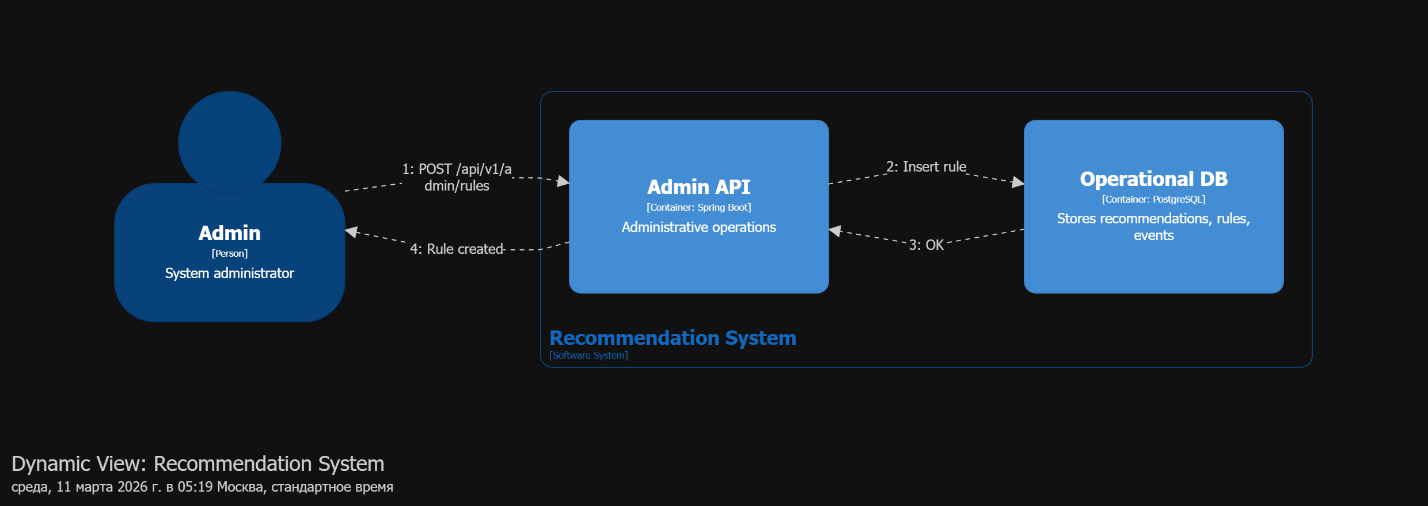 Admin
[Person]
System administrator
1: POST /api/v1/a
dmin/rules
4: Rule created
Admin API
[Container: Spring Boot]
Administrative operations
2: Insert rule
3: OK
Operational DB
[Container: PostgreSQL]
Stores recommendations, rules,
events
Recommendation System
[Software System]
Dynamic View: Recommendation System
среда, 11 марта 2026 г. в 05:19 Москва, стандартное время